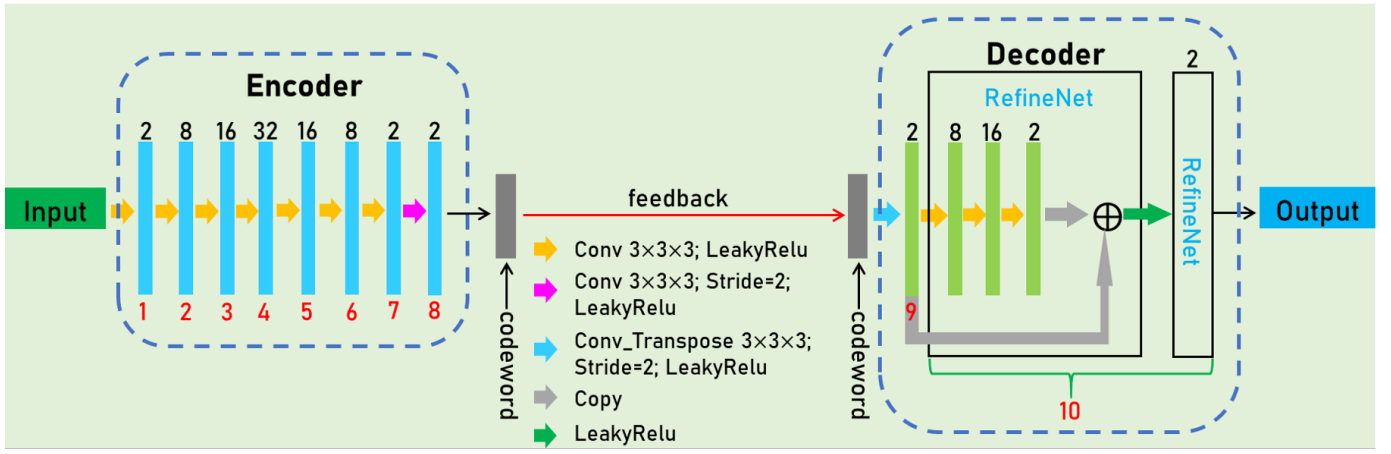 Encoder
2 8 16 32 16 8 2 2
Input
1 2 3 4 5 6 7 8
codeword
feedback
Conv 3×3×3; LeakyRelu
Conv 3×3×3; Stride=2;
LeakyRelu
Conv_Transpose 3×3×3;
Stride=2; LeakyRelu
Copy
LeakyRelu
codeword
Decoder
RefineNet
2 8 16 2
9
2
RefineNet
10
Output